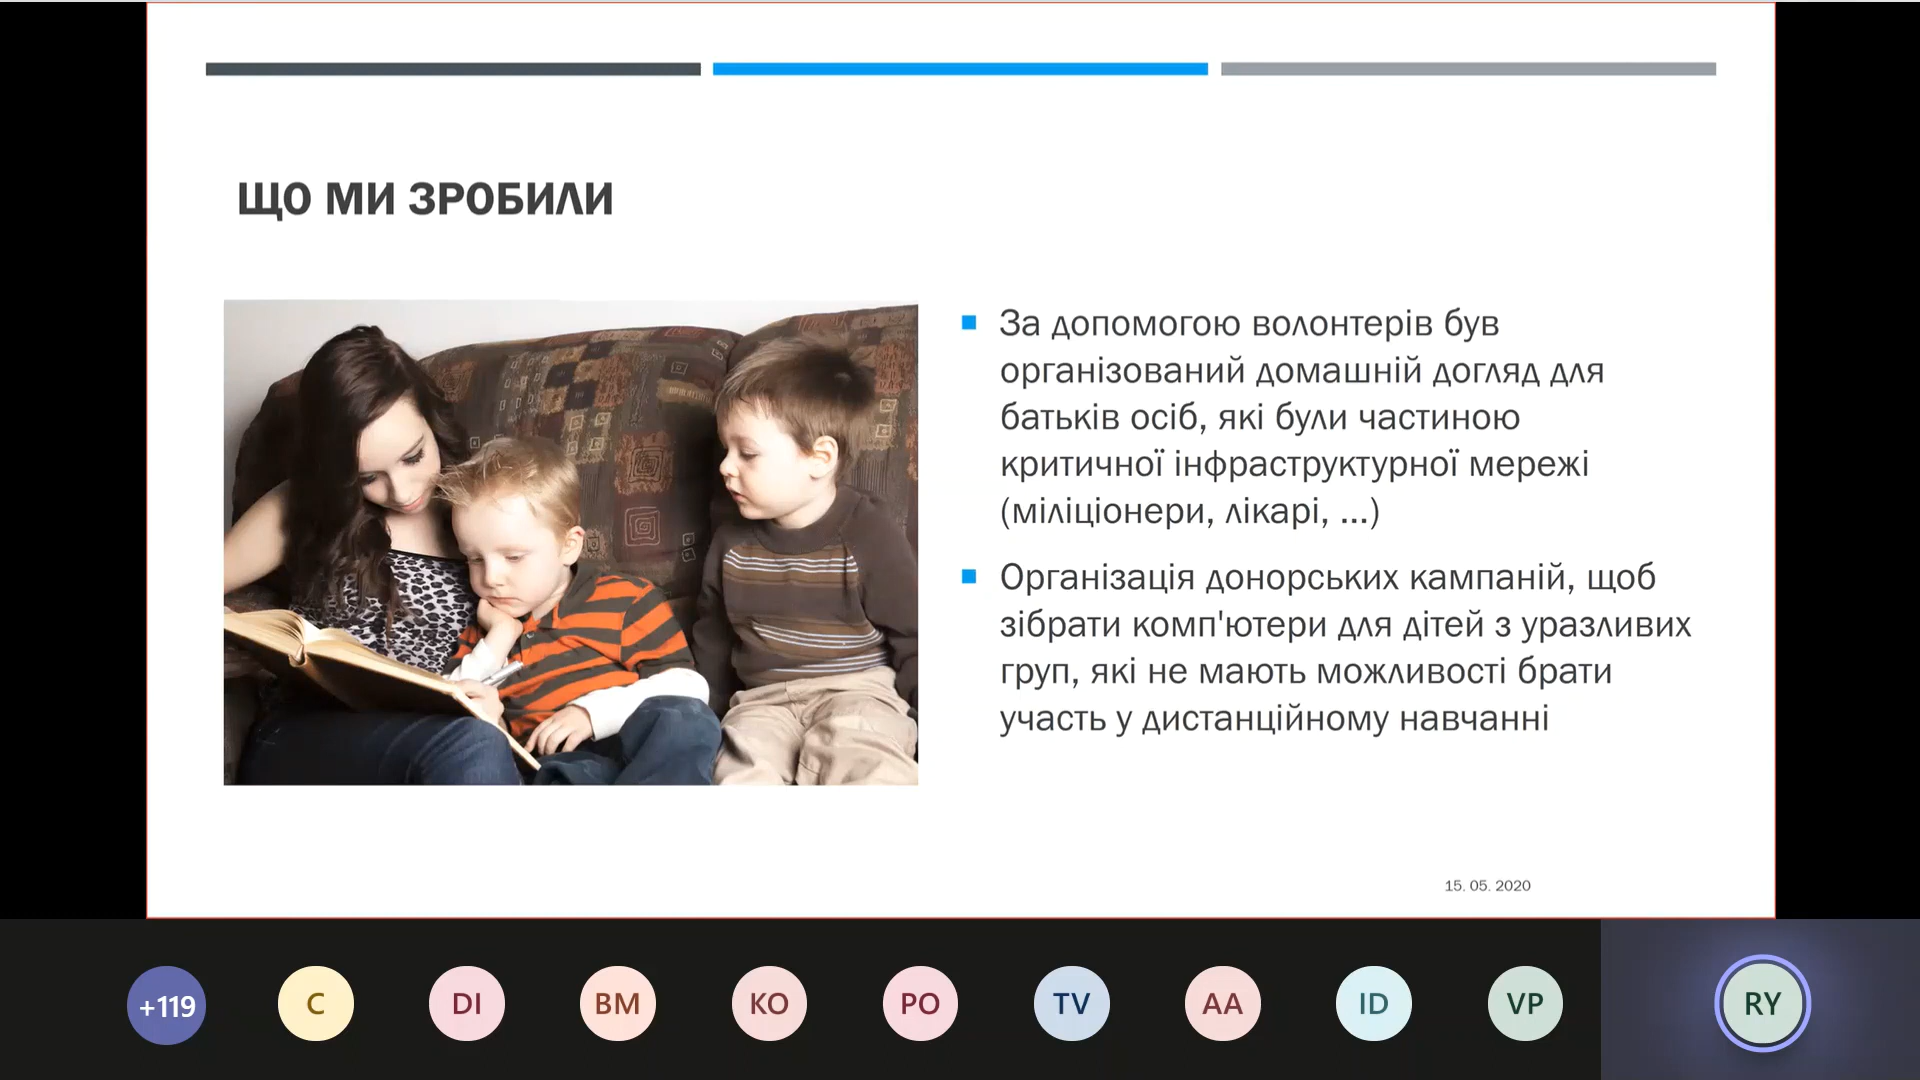 ЩО МИ ЗРОБИЛИ
За допомогою волонтерів був
організований домашній догляд для
батьків осіб, які були частиною
критичної інфраструктурної мережі
(міліціонери, лікарі, ...)
Організація донорських кампаній, щоб
зібрати комп'ютери для дітей з уразливих
груп, які не мають можливості брати
участь у дистанційному навчанні
15. 05. 2020
+119 C DI BM KO PO TV AA ID VP RY